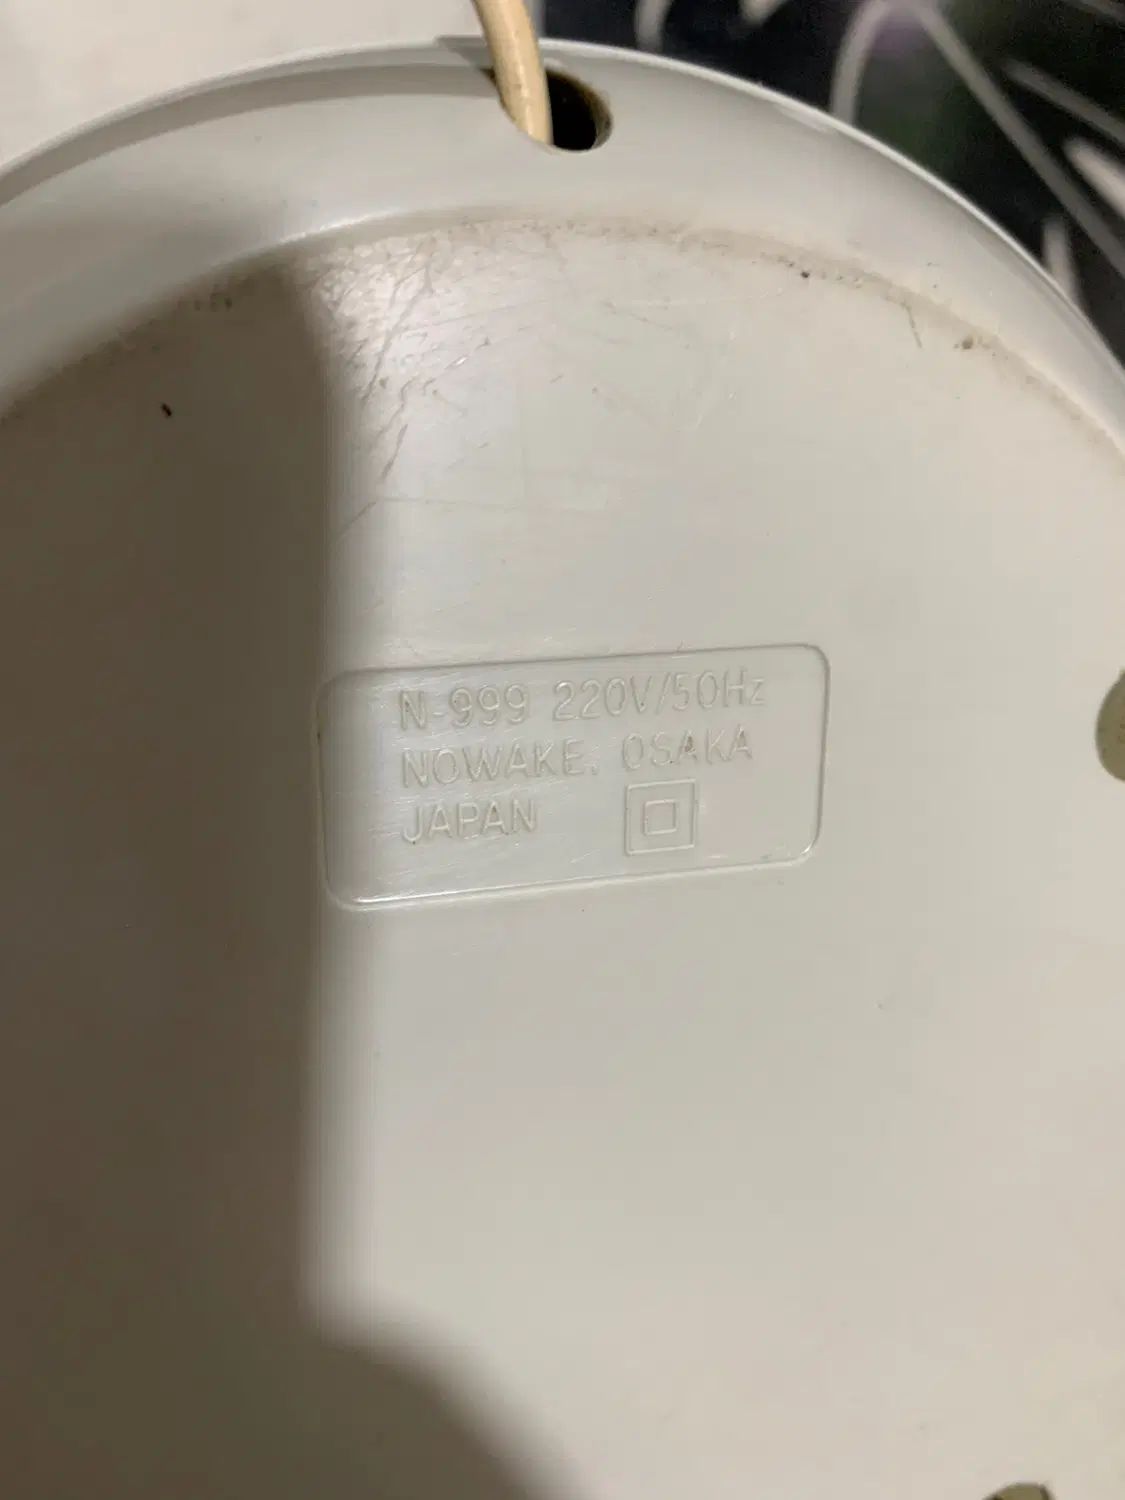 N-999 220V/50Hz
NOWAKE. OSAKA
JAPAN